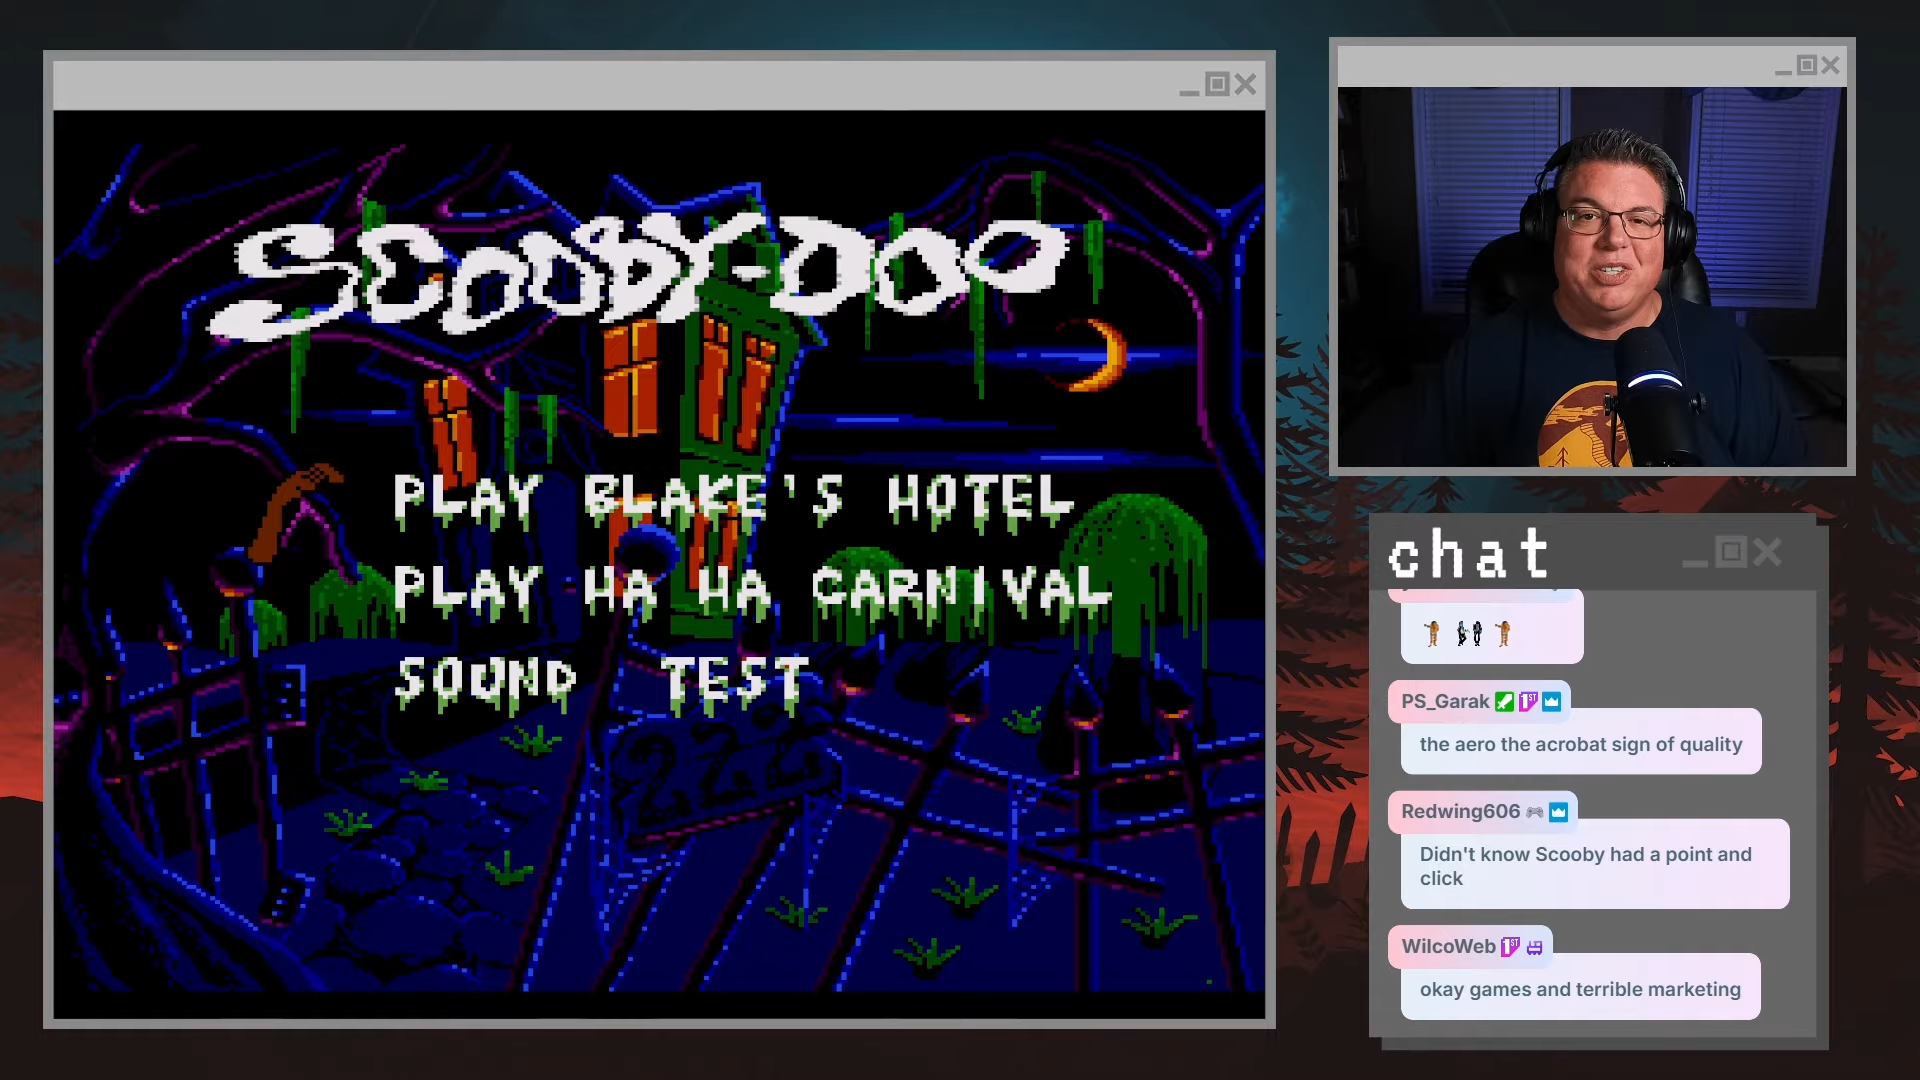 SCOOBY-DOO
PLAY BLAKE'S HOTEL
PLAY HA HA CARNIVAL
SOUND TEST
222
chat
PS_Garak
the aero the acrobat sign of quality
Redwing606
Didn't know Scooby had a point and
click
WilcoWeb
okay games and terrible marketing